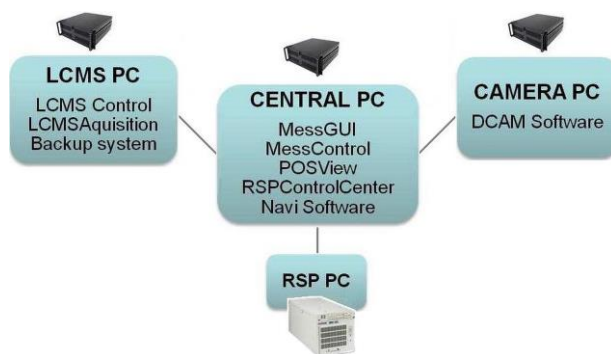 LCMS PC
LCMS Control
LCMSAquisition
Backup system
CENTRAL PC
MessGUI
MessControl
POSView
RSPControlCenter
Navi Software
CAMERA PC
DCAM Software
RSP PC